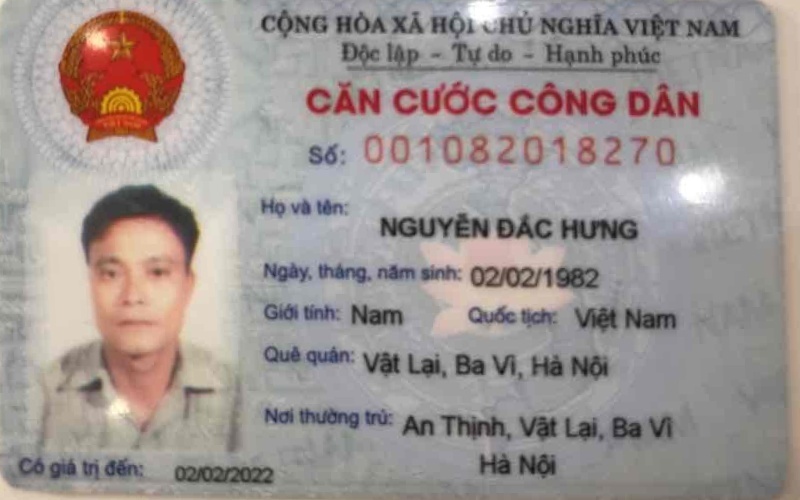 CỘNG HÒA XÃ HỘI CHỦ NGHĨA VIỆT NAM
Độc lập - Tự do - Hạnh phúc
CĂN CƯỚC CÔNG DÂN
Số: 001082018270
Họ và tên: NGUYỄN ĐẮC HƯNG
Ngày, tháng, năm sinh: 02/02/1982
Giới tính: Nam Quốc tịch: Việt Nam
Quê quán: Vật Lại, Ba Vì, Hà Nội
Nơi thường trú: An Thịnh, Vật Lại, Ba Vì
Hà Nội
Có giá trị đến: 02/02/2022